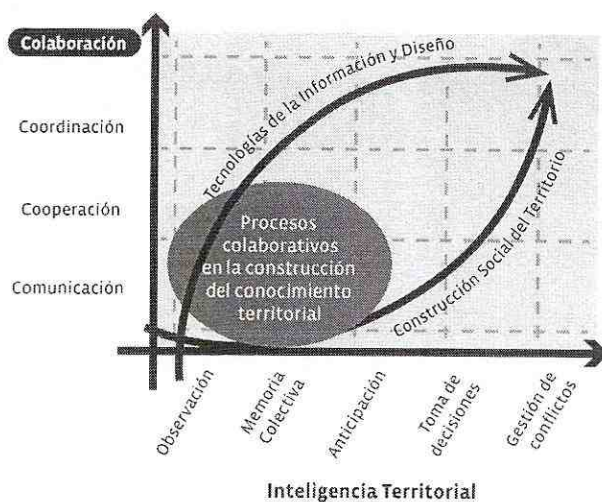 Colaboración
Coordinación
Cooperación
Comunicación
Tecnologías de la Información y Diseño
Procesos
colaborativos
en la construcción
del conocimiento
territorial
Construcción Social del Territorio
Observación
Memoria
Colectiva
Anticipación
Toma de
decisiones
Gestión de
conflictos
Inteligencia Territorial